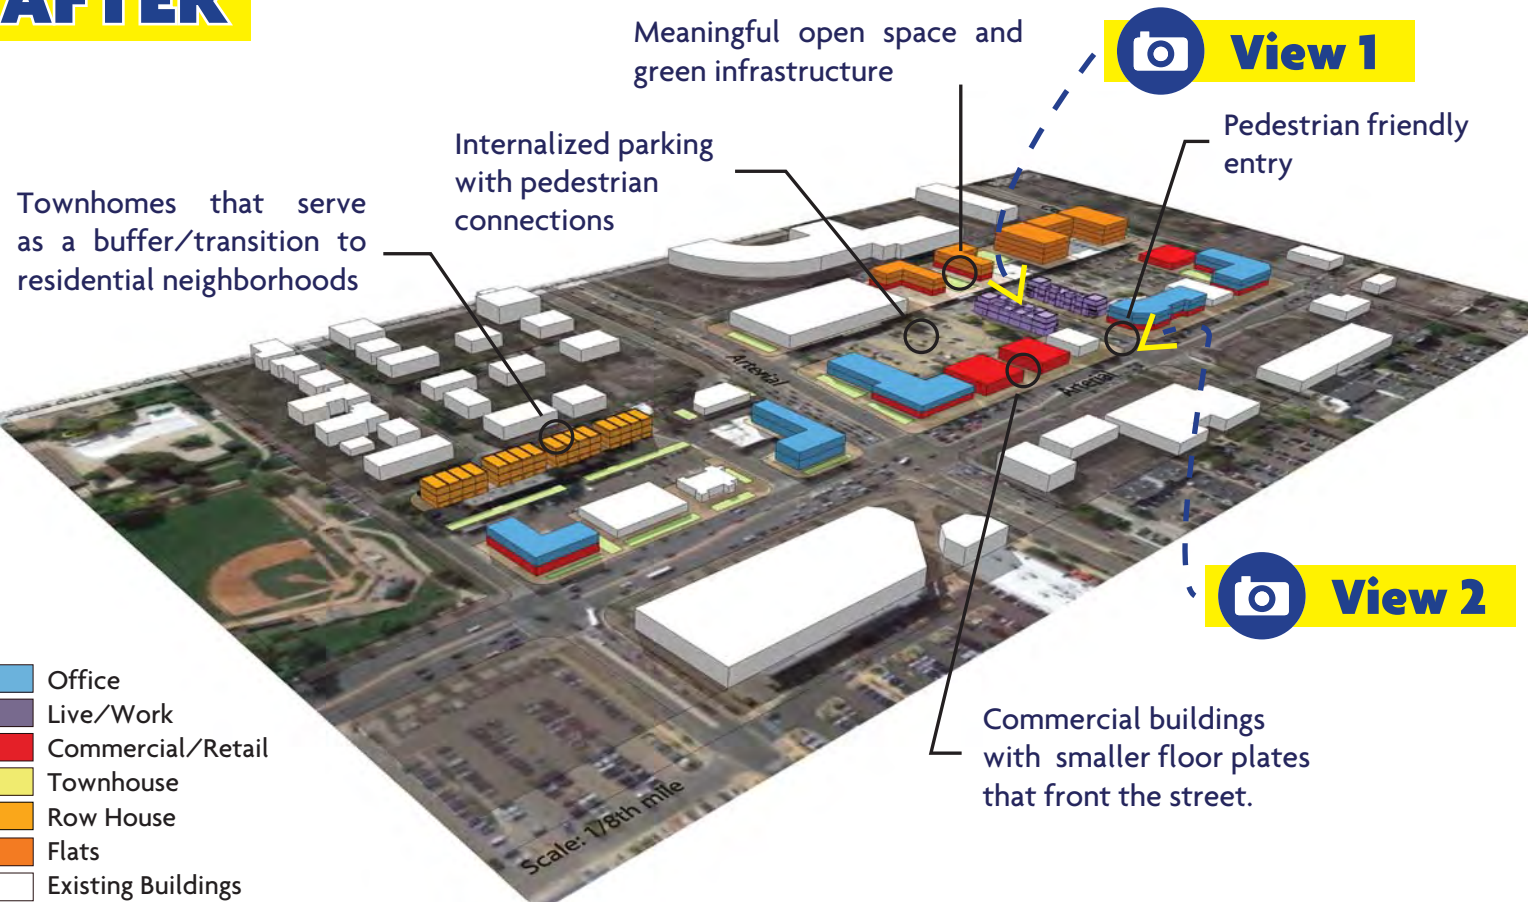 AFTER
Meaningful open space and
green infrastructure
View 1
Pedestrian friendly
entry
Internalized parking
with pedestrian
connections
Townhomes that serve
as a buffer/transition to
residential neighborhoods
Arterial
Arterial
View 2
Commercial buildings
with smaller floor plates
that front the street.
Office
Live/Work
Commercial/Retail
Townhouse
Row House
Flats
Existing Buildings
Scale: 1/8th mile